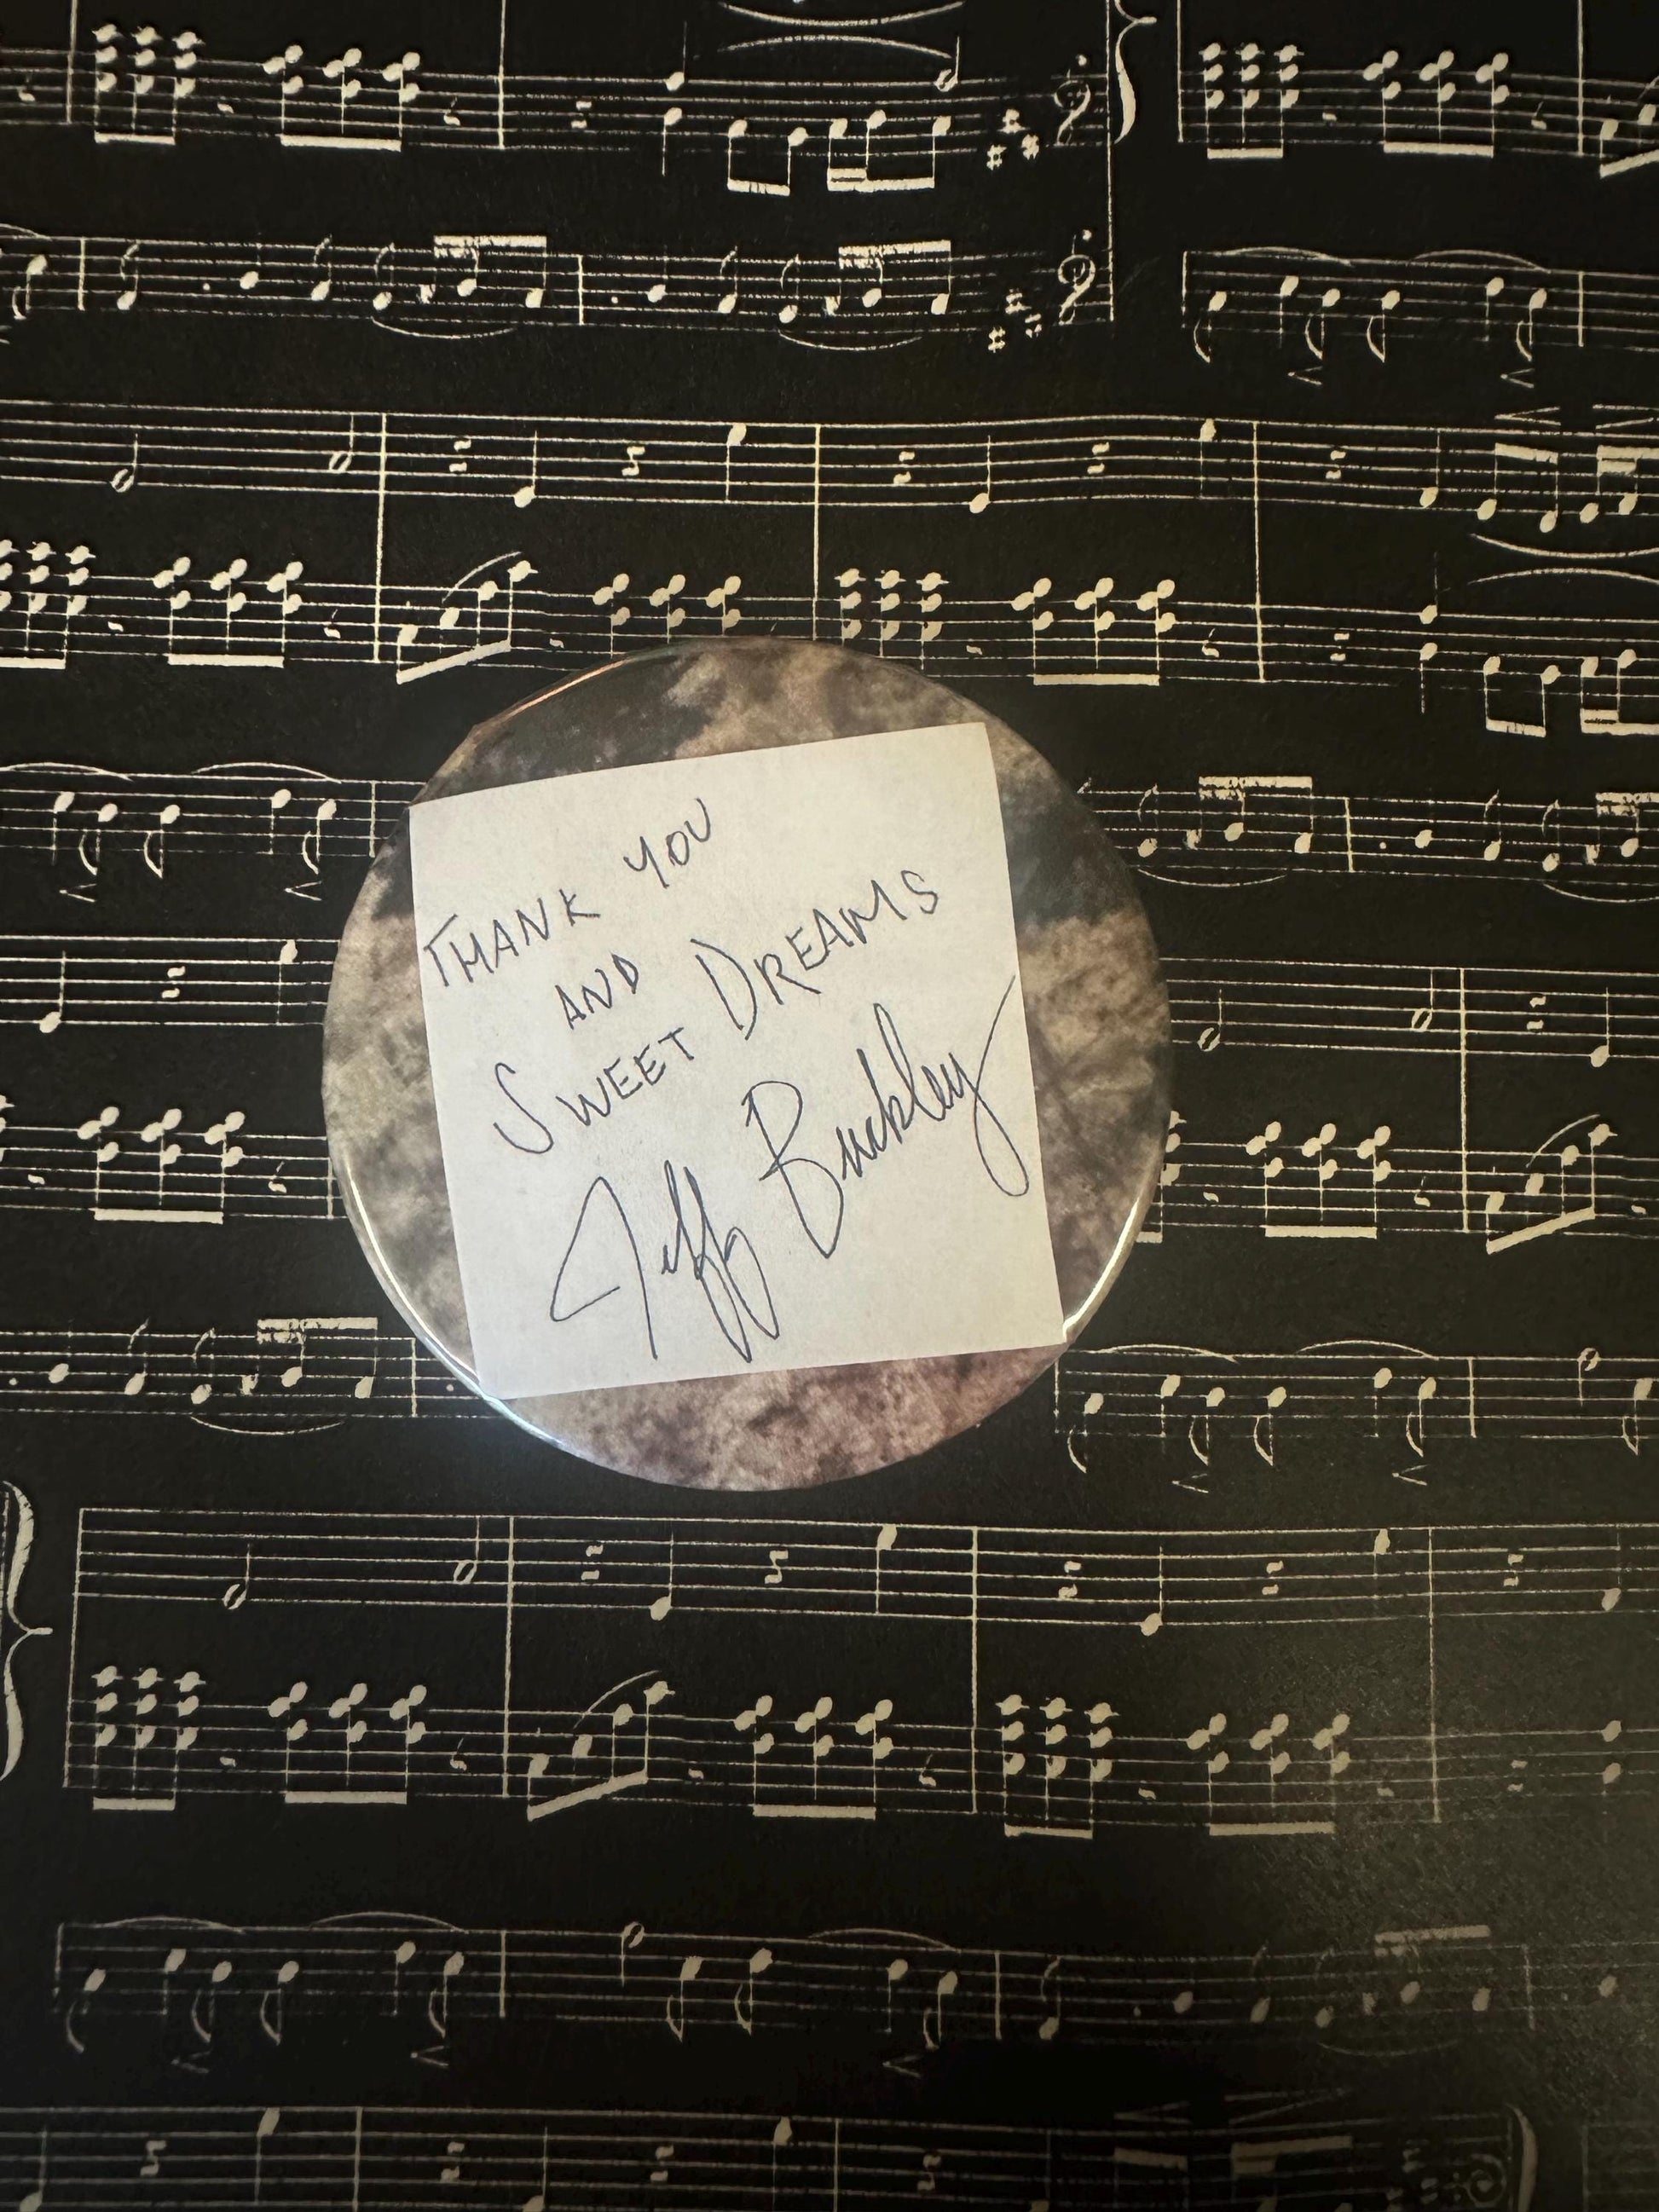 THANK YOU
AND
SWEET DREAMS
Jeff Buckley